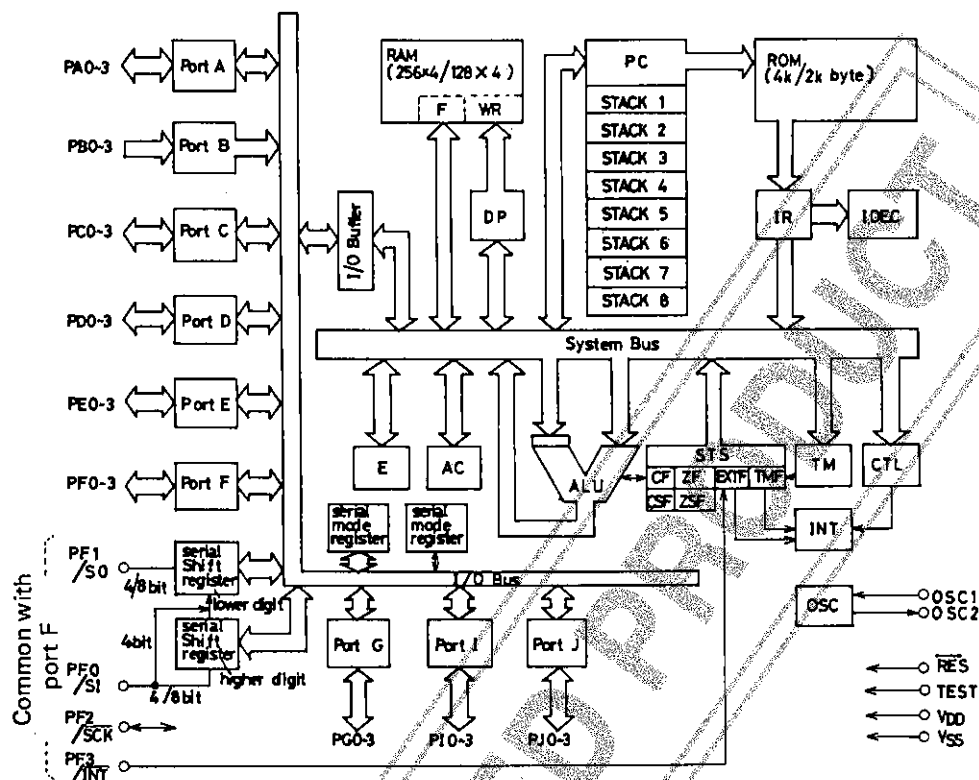 PA0~3
Port A
PB0~3
Port B
PC0~3
Port C
PD0~3
Port D
PE0~3
Port E
PF0~3
Port F
I/O Buffer
RAM
(256×4/128×4)
F
WR
DP
PC
STACK 1
STACK 2
STACK 3
STACK 4
STACK 5
STACK 6
STACK 7
STACK 8
ROM
(4k/2k byte)
IR
IDEC
System Bus
E
AC
ALU
STS
CF
ZF
EXTF
TMF
CSF
ZSF
TM
CTL
INT
serial
mode
register
serial
mode
register
I/O Bus
Common with
port F
PF1
/SO
4/8bit
serial
Shift
register
lower digit
4bit
serial
Shift
register
higher digit
PF0
/SI
4/8bit
PF2
/SCK
PF3
/INT
Port G
Port I
Port J
PG0~3
PI0~3
PJ0~3
OSC
OSC1
OSC2
RES
TEST
VDD
VSS
PRODUCT